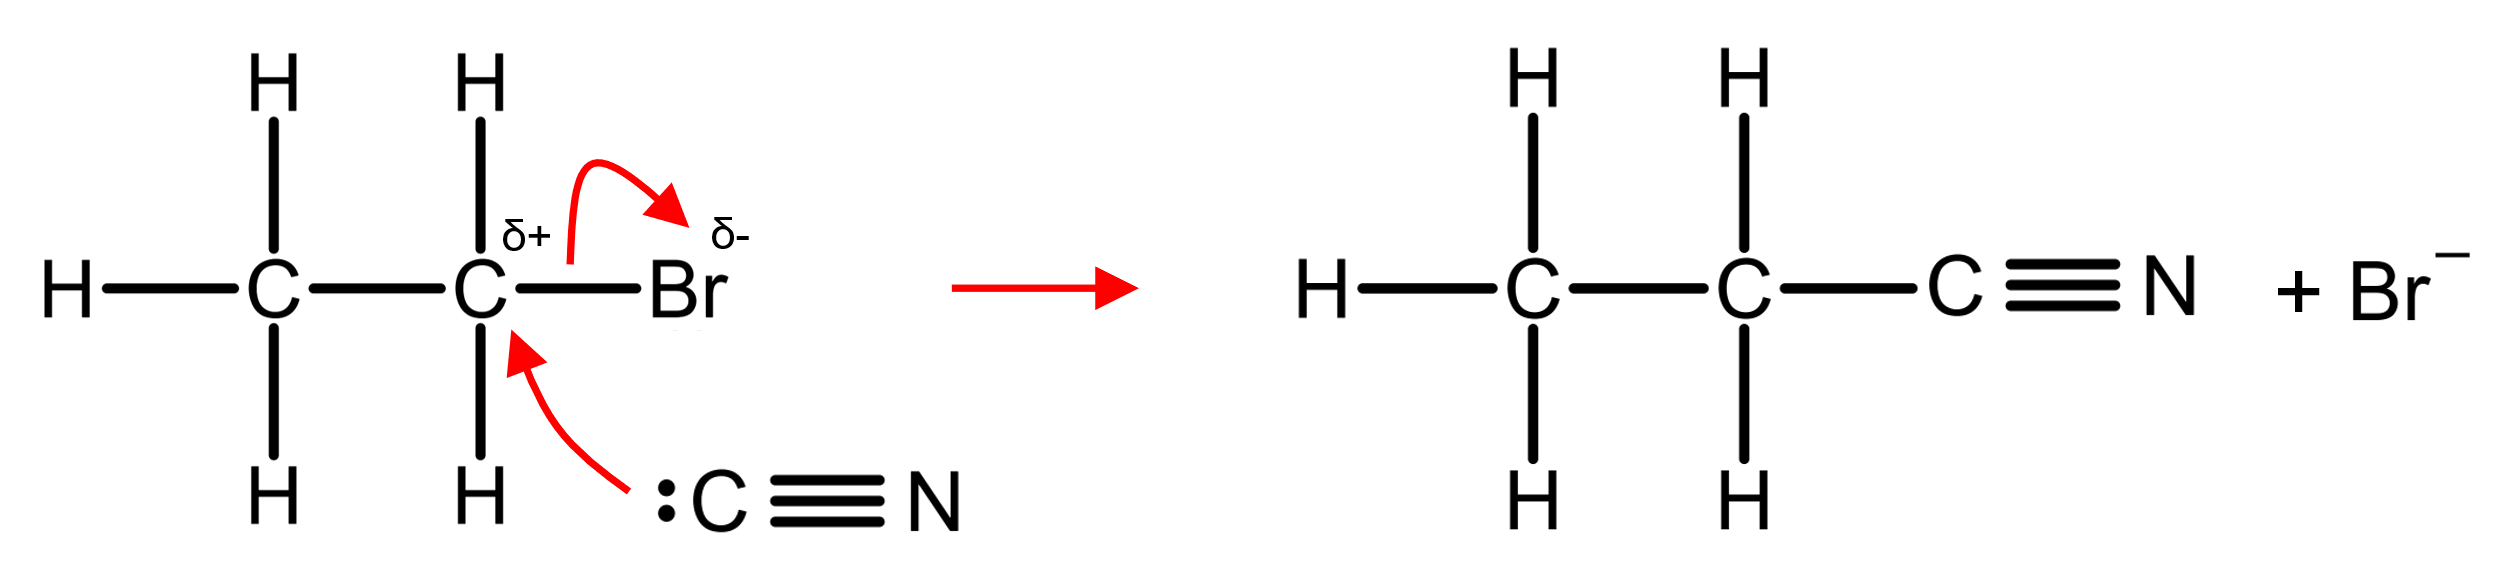 H H H H
δ+ δ-
H C C Br H C C C≡N + Br⁻
H H H H
:C≡N